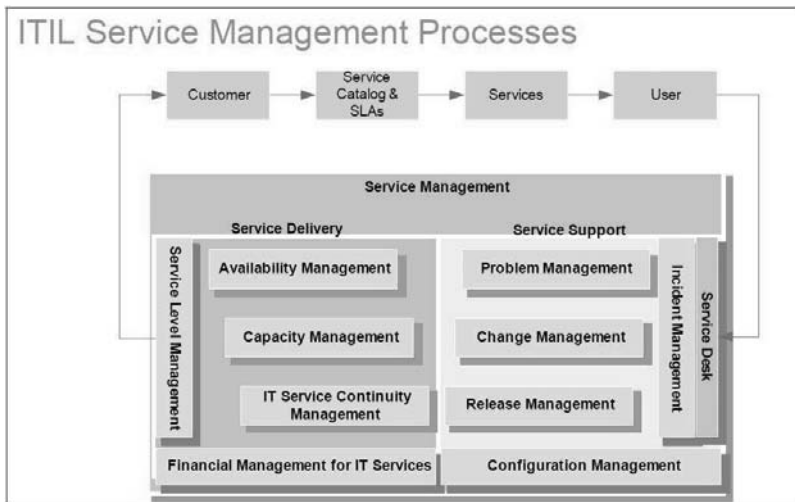 ITIL Service Management Processes
Customer
Service
Catalog &
SLAs
Services
User
Service Management
Service Delivery
Service Support
Service Level Management
Availability Management
Capacity Management
IT Service Continuity
Management
Problem Management
Change Management
Release Management
Incident Management
Service Desk
Financial Management for IT Services
Configuration Management